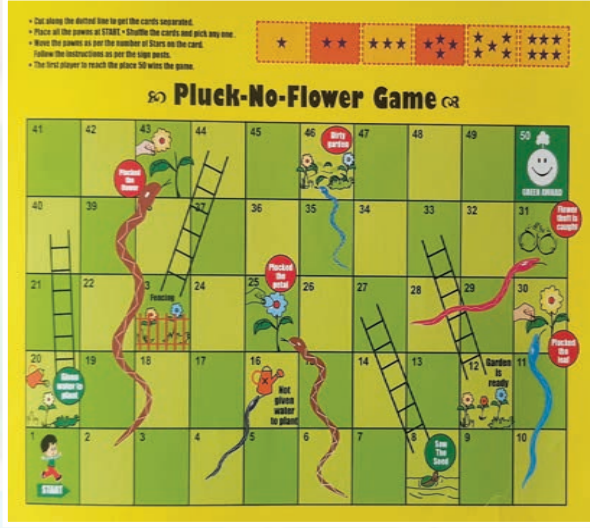 • Cut along the dotted line to get the cards separated.
• Place all the pawns at START. • Shuffle the cards and pick any one.
• Move the pawns as per the number of Stars on the card.
Follow the instructions as per the sign posts.
• The first player to reach the place 50 wins the game.
Pluck-No-Flower Game
41 42 43 44 45 46 47 48 49 50
Plucked
the
flower
Dirty
garden
GREEN AWARD
40 39 37 36 35 34 33 32 31
Flower
theft is
caught
21 22 3 24 25 26 27 28 29 30
Fencing
Plucked
the
petal
Plucked
the
leaf
20 19 18 17 16 14 13 12 11
Given
water to
plant
Not
given
water
to plant
Garden
is
ready
1 2 3 4 5 6 7 8 10
START
Sow
The
Seed